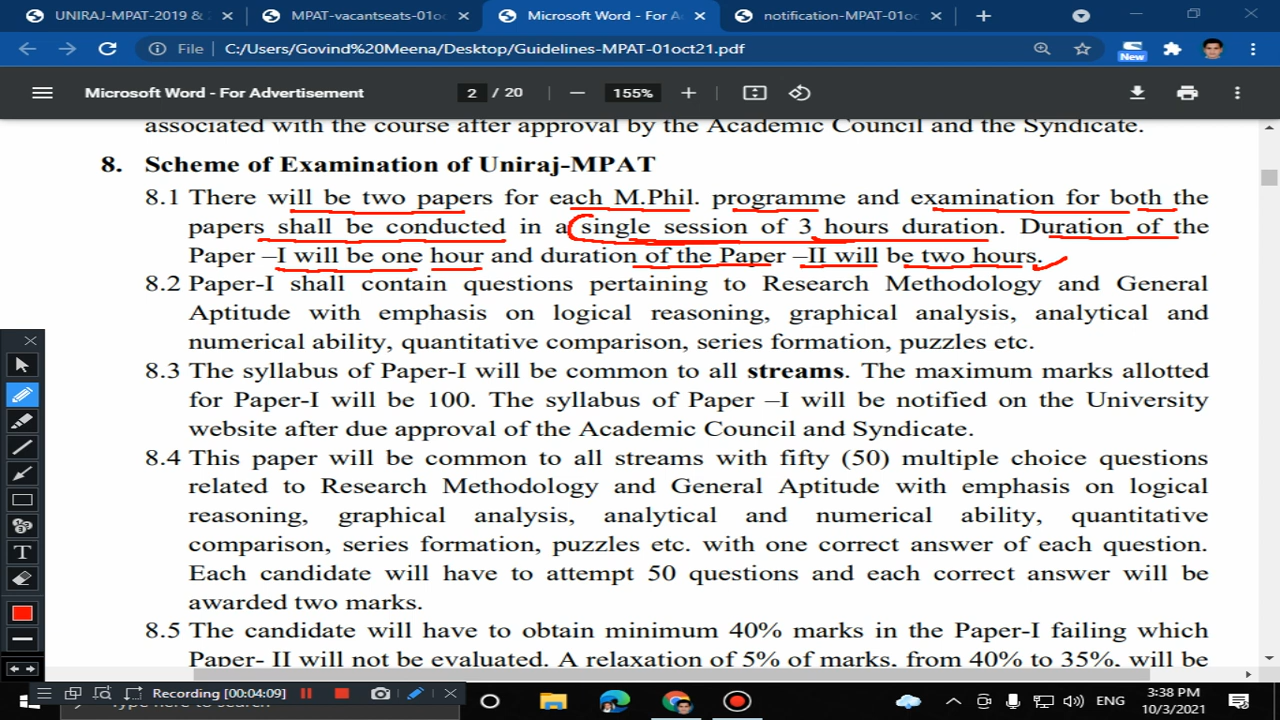 UNIRAJ-MPAT-2019 & 2
MPAT-vacantseats-01oc
Microsoft Word - For Ad
notification-MPAT-01oc
File C:/Users/Govind%20Meena/Desktop/Guidelines-MPAT-01oct21.pdf
New
Microsoft Word - For Advertisement 2 / 20 155%
associated with the course after approval by the Academic Council and the Syndicate.
8. Scheme of Examination of Uniraj-MPAT
8.1 There will be two papers for each M.Phil. programme and examination for both the
papers shall be conducted in a single session of 3 hours duration. Duration of the
Paper –I will be one hour and duration of the Paper –II will be two hours.
8.2 Paper-I shall contain questions pertaining to Research Methodology and General
Aptitude with emphasis on logical reasoning, graphical analysis, analytical and
numerical ability, quantitative comparison, series formation, puzzles etc.
8.3 The syllabus of Paper-I will be common to all streams. The maximum marks allotted
for Paper-I will be 100. The syllabus of Paper –I will be notified on the University
website after due approval of the Academic Council and Syndicate.
8.4 This paper will be common to all streams with fifty (50) multiple choice questions
related to Research Methodology and General Aptitude with emphasis on logical
reasoning, graphical analysis, analytical and numerical ability, quantitative
comparison, series formation, puzzles etc. with one correct answer of each question.
Each candidate will have to attempt 50 questions and each correct answer will be
awarded two marks.
8.5 The candidate will have to obtain minimum 40% marks in the Paper-I failing which
Paper- II will not be evaluated. A relaxation of 5% of marks, from 40% to 35%, will be
T
Recording [00:04:09]
Type here to search
ENG
3:38 PM
10/3/2021